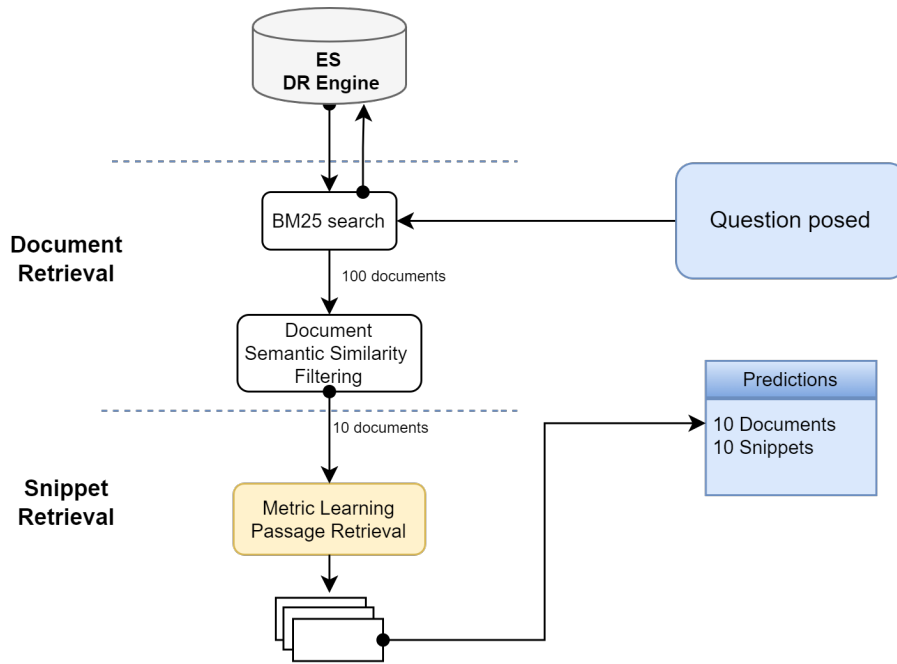 ES
DR Engine
BM25 search
Question posed
Document
Retrieval
100 documents
Document
Semantic Similarity
Filtering
Predictions
10 Documents
10 Snippets
10 documents
Snippet
Retrieval
Metric Learning
Passage Retrieval